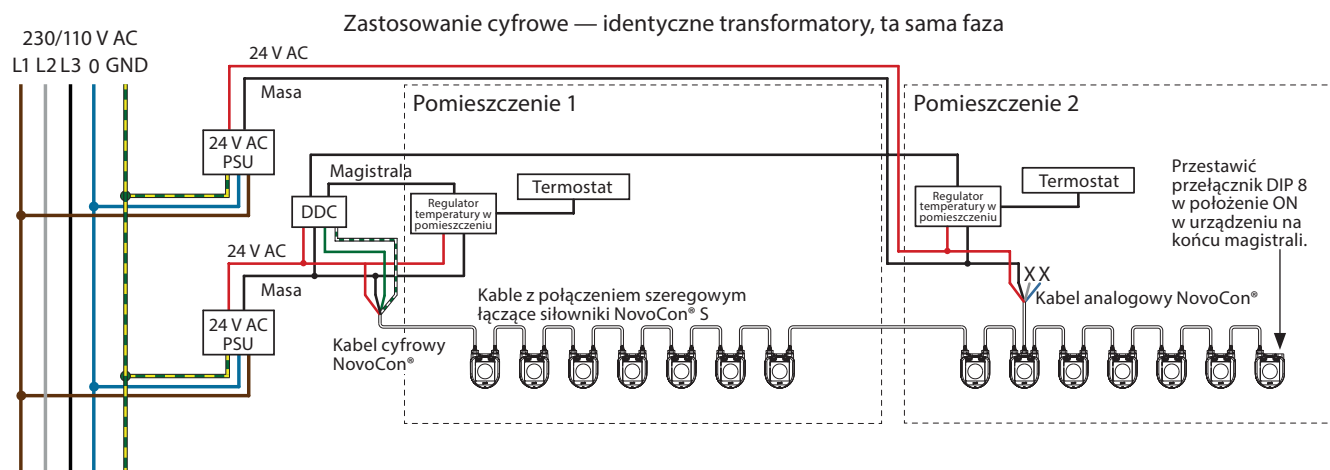 Zastosowanie cyfrowe — identyczne transformatory, ta sama faza
230/110 V AC
L1 L2 L3 0 GND
24 V AC
Masa
24 V AC
PSU
Pomieszczenie 1
Magistrala
DDC
Regulator
temperatury w
pomieszczeniu
Termostat
24 V AC
Masa
24 V AC
PSU
Kabel cyfrowy
NovoCon®
Kable z połączeniem szeregowym
łączące siłowniki NovoCon® S
Pomieszczenie 2
Regulator
temperatury w
pomieszczeniu
Termostat
X X
Kabel analogowy NovoCon®
Przestawić
przełącznik DIP 8
w położenie ON
w urządzeniu na
końcu magistrali.